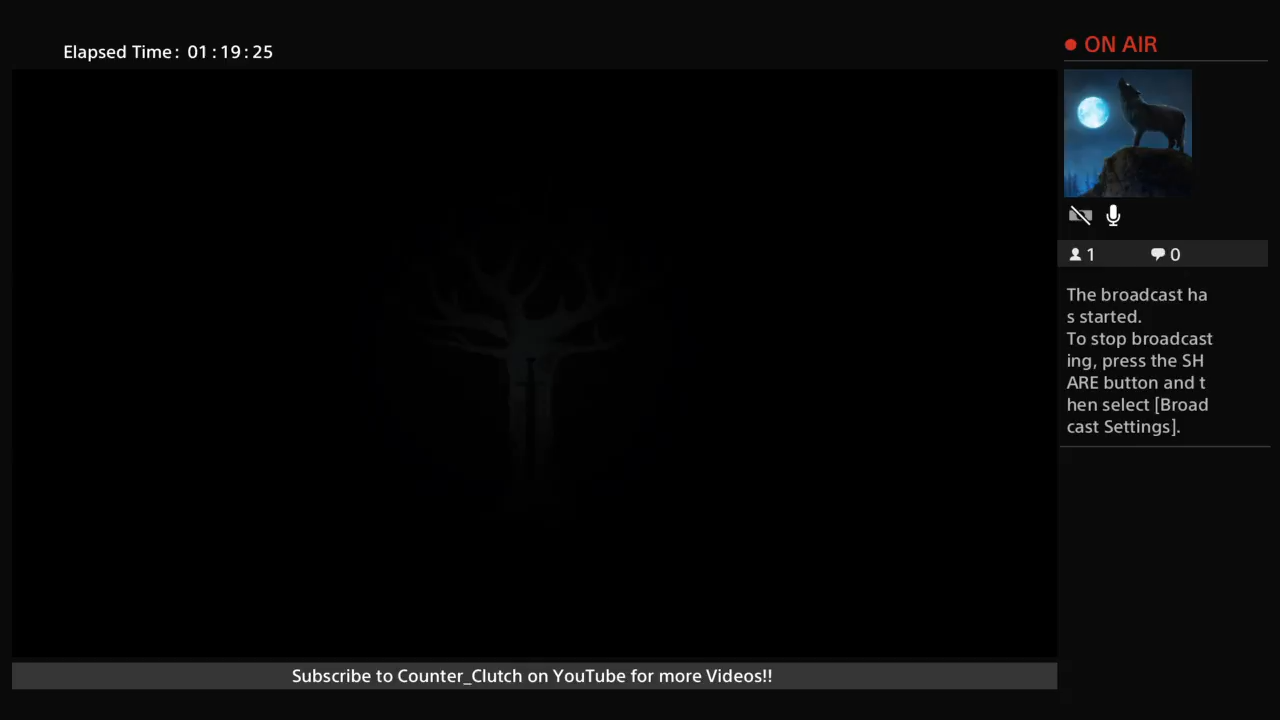 Elapsed Time: 01:19:25
ON AIR
1 0
The broadcast ha
s started.
To stop broadcast
ing, press the SH
ARE button and t
hen select [Broad
cast Settings].
Subscribe to Counter_Clutch on YouTube for more Videos!!